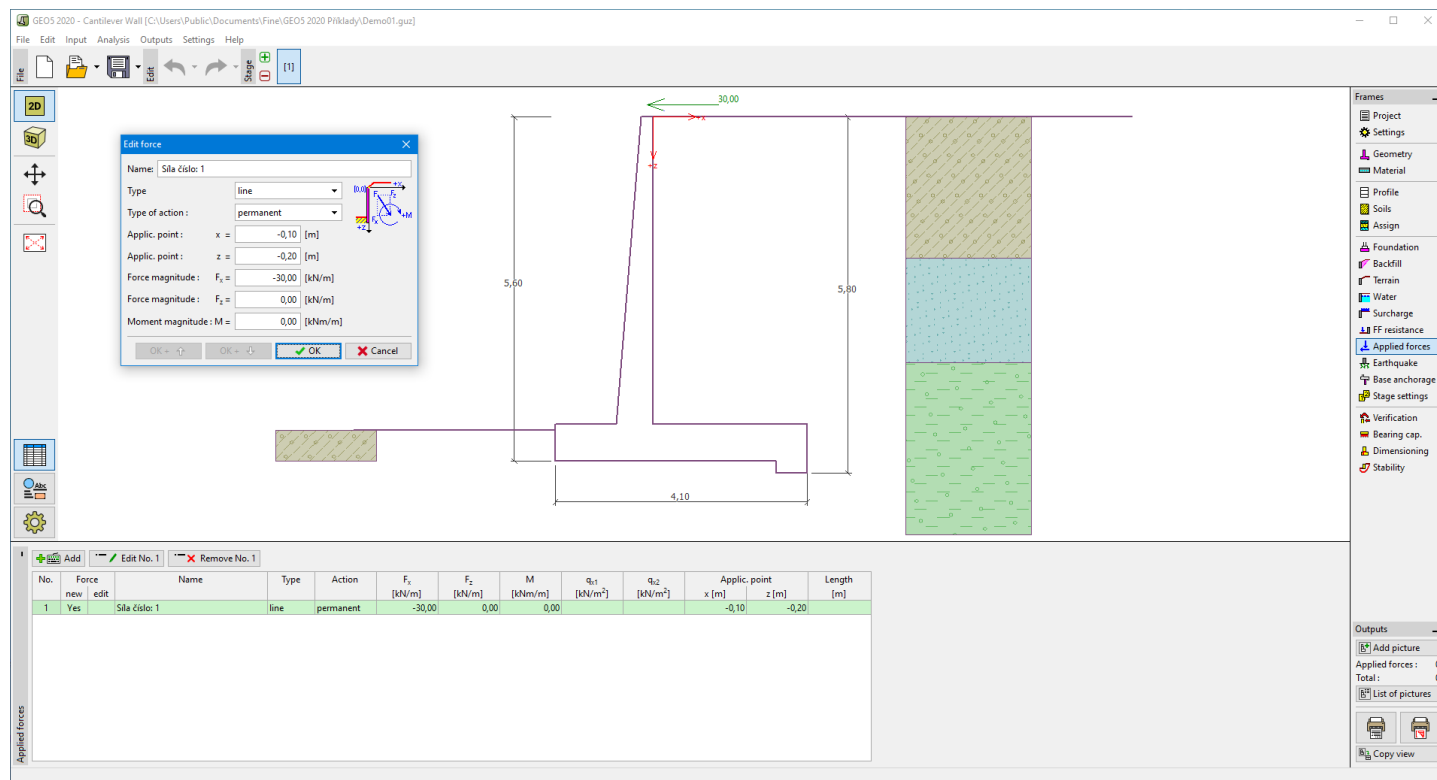 GEO5 2020 - Cantilever Wall [C:\Users\Public\Documents\Fine\GEO5 2020 Příklady\Demo01.guz]
File Edit Input Analysis Outputs Settings Help
File
Edit
Stage
[1]
2D
3D
Abc
30,00
+x
+z
5,60
5,80
4,10
Edit force
Name: Síla číslo: 1
Type line
Type of action : permanent
Applic. point : x = -0,10 [m]
Applic. point : z = -0,20 [m]
Force magnitude : Fx = -30,00 [kN/m]
Force magnitude : Fz = 0,00 [kN/m]
Moment magnitude : M = 0,00 [kNm/m]
[0,0] +x
F Fz
Fx +M
+z
OK + OK + OK Cancel
Frames
Project
Settings
Geometry
Material
Profile
Soils
Assign
Foundation
Backfill
Terrain
Water
Surcharge
FF resistance
Applied forces
Earthquake
Base anchorage
Stage settings
Verification
Bearing cap.
Dimensioning
Stability
Add Edit No. 1 Remove No. 1
No. Force Name Type Action Fx Fz M qx1 qx2 Applic. point Length
new edit [kN/m] [kN/m] [kNm/m] [kN/m²] [kN/m²] x [m] z [m] [m]
1 Yes Síla číslo: 1 line permanent -30,00 0,00 0,00 -0,10 -0,20
Applied forces
Outputs
Add picture
Applied forces :
Total :
List of pictures
Copy view